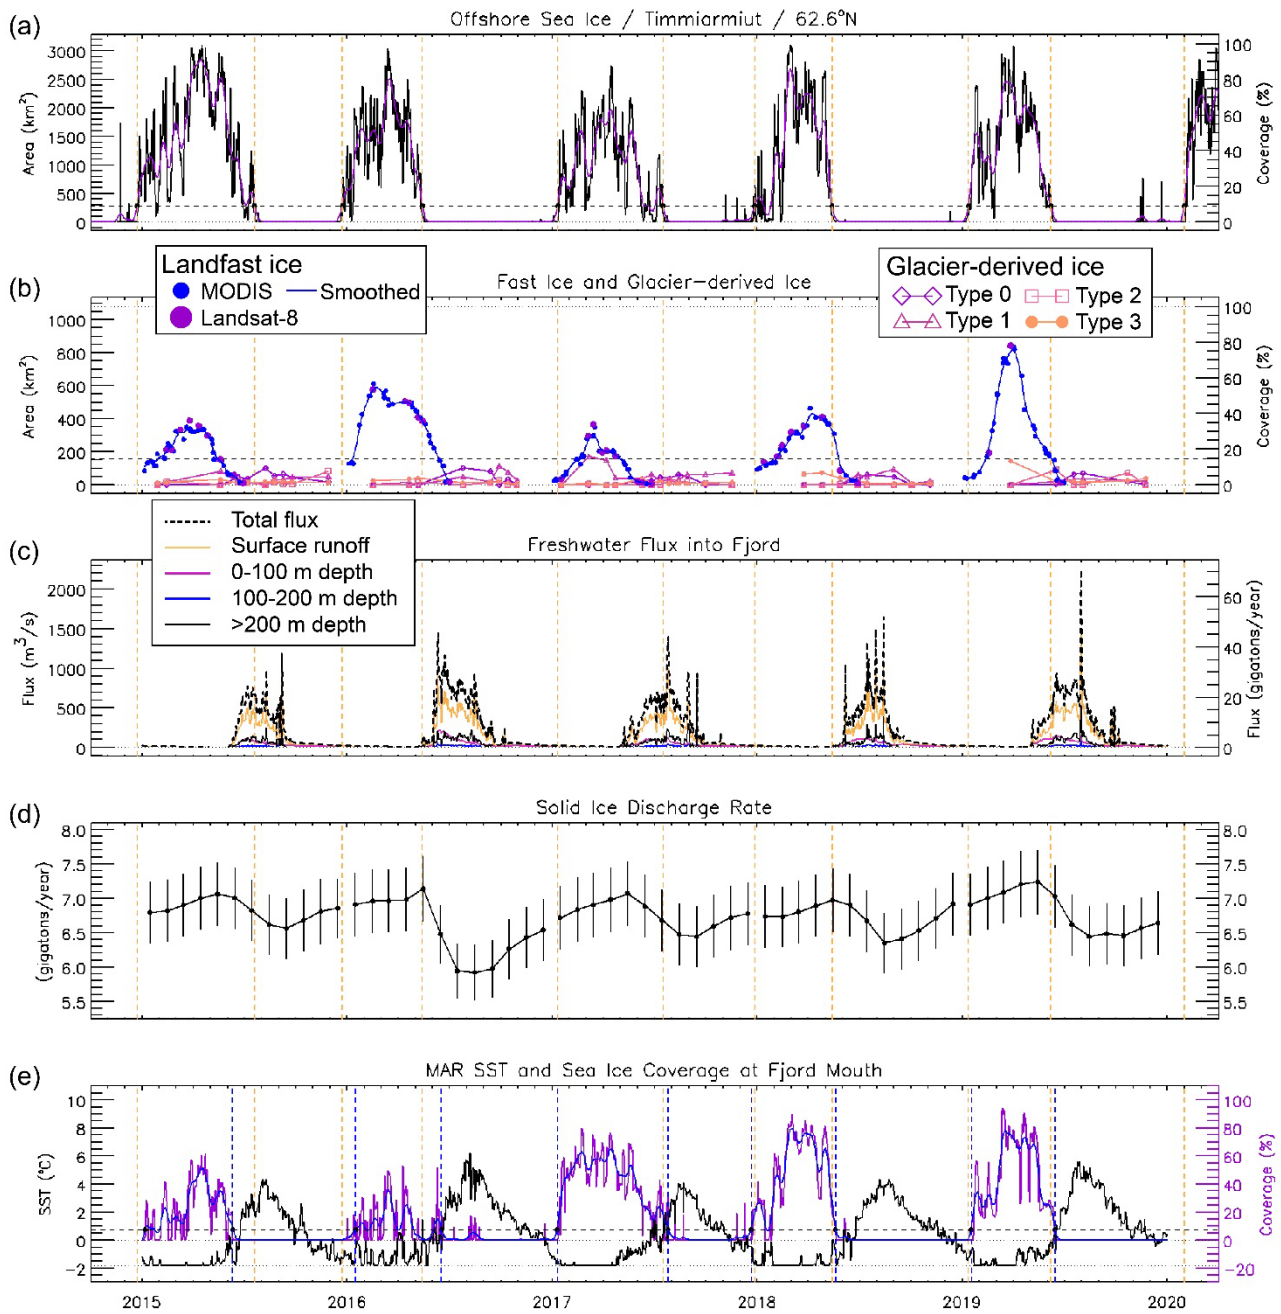 (a)
Offshore Sea Ice / Timmiarmiut / 62.6°N
Area (km²)
3000
2500
2000
1500
1000
500
0
100
80
60
40
20
0
Coverage (%)
(b)
Fast Ice and Glacier-derived Ice
Landfast ice
MODIS
Smoothed
Landsat-8
Glacier-derived ice
Type 0
Type 2
Type 1
Type 3
Area (km²)
1000
800
600
400
200
0
100
80
60
40
20
0
Coverage (%)
(c)
Freshwater Flux into Fjord
Total flux
Surface runoff
0-100 m depth
100-200 m depth
>200 m depth
Flux (m³/s)
2000
1500
1000
500
0
60
40
20
0
Flux (gigatons/year)
(d)
Solid Ice Discharge Rate
(gigatons/year)
8.0
7.5
7.0
6.5
6.0
5.5
8.0
7.5
7.0
6.5
6.0
5.5
(e)
MAR SST and Sea Ice Coverage at Fjord Mouth
SST (°C)
10
8
6
4
2
0
-2
100
80
60
40
20
0
-20
Coverage (%)
2015 2016 2017 2018 2019 2020